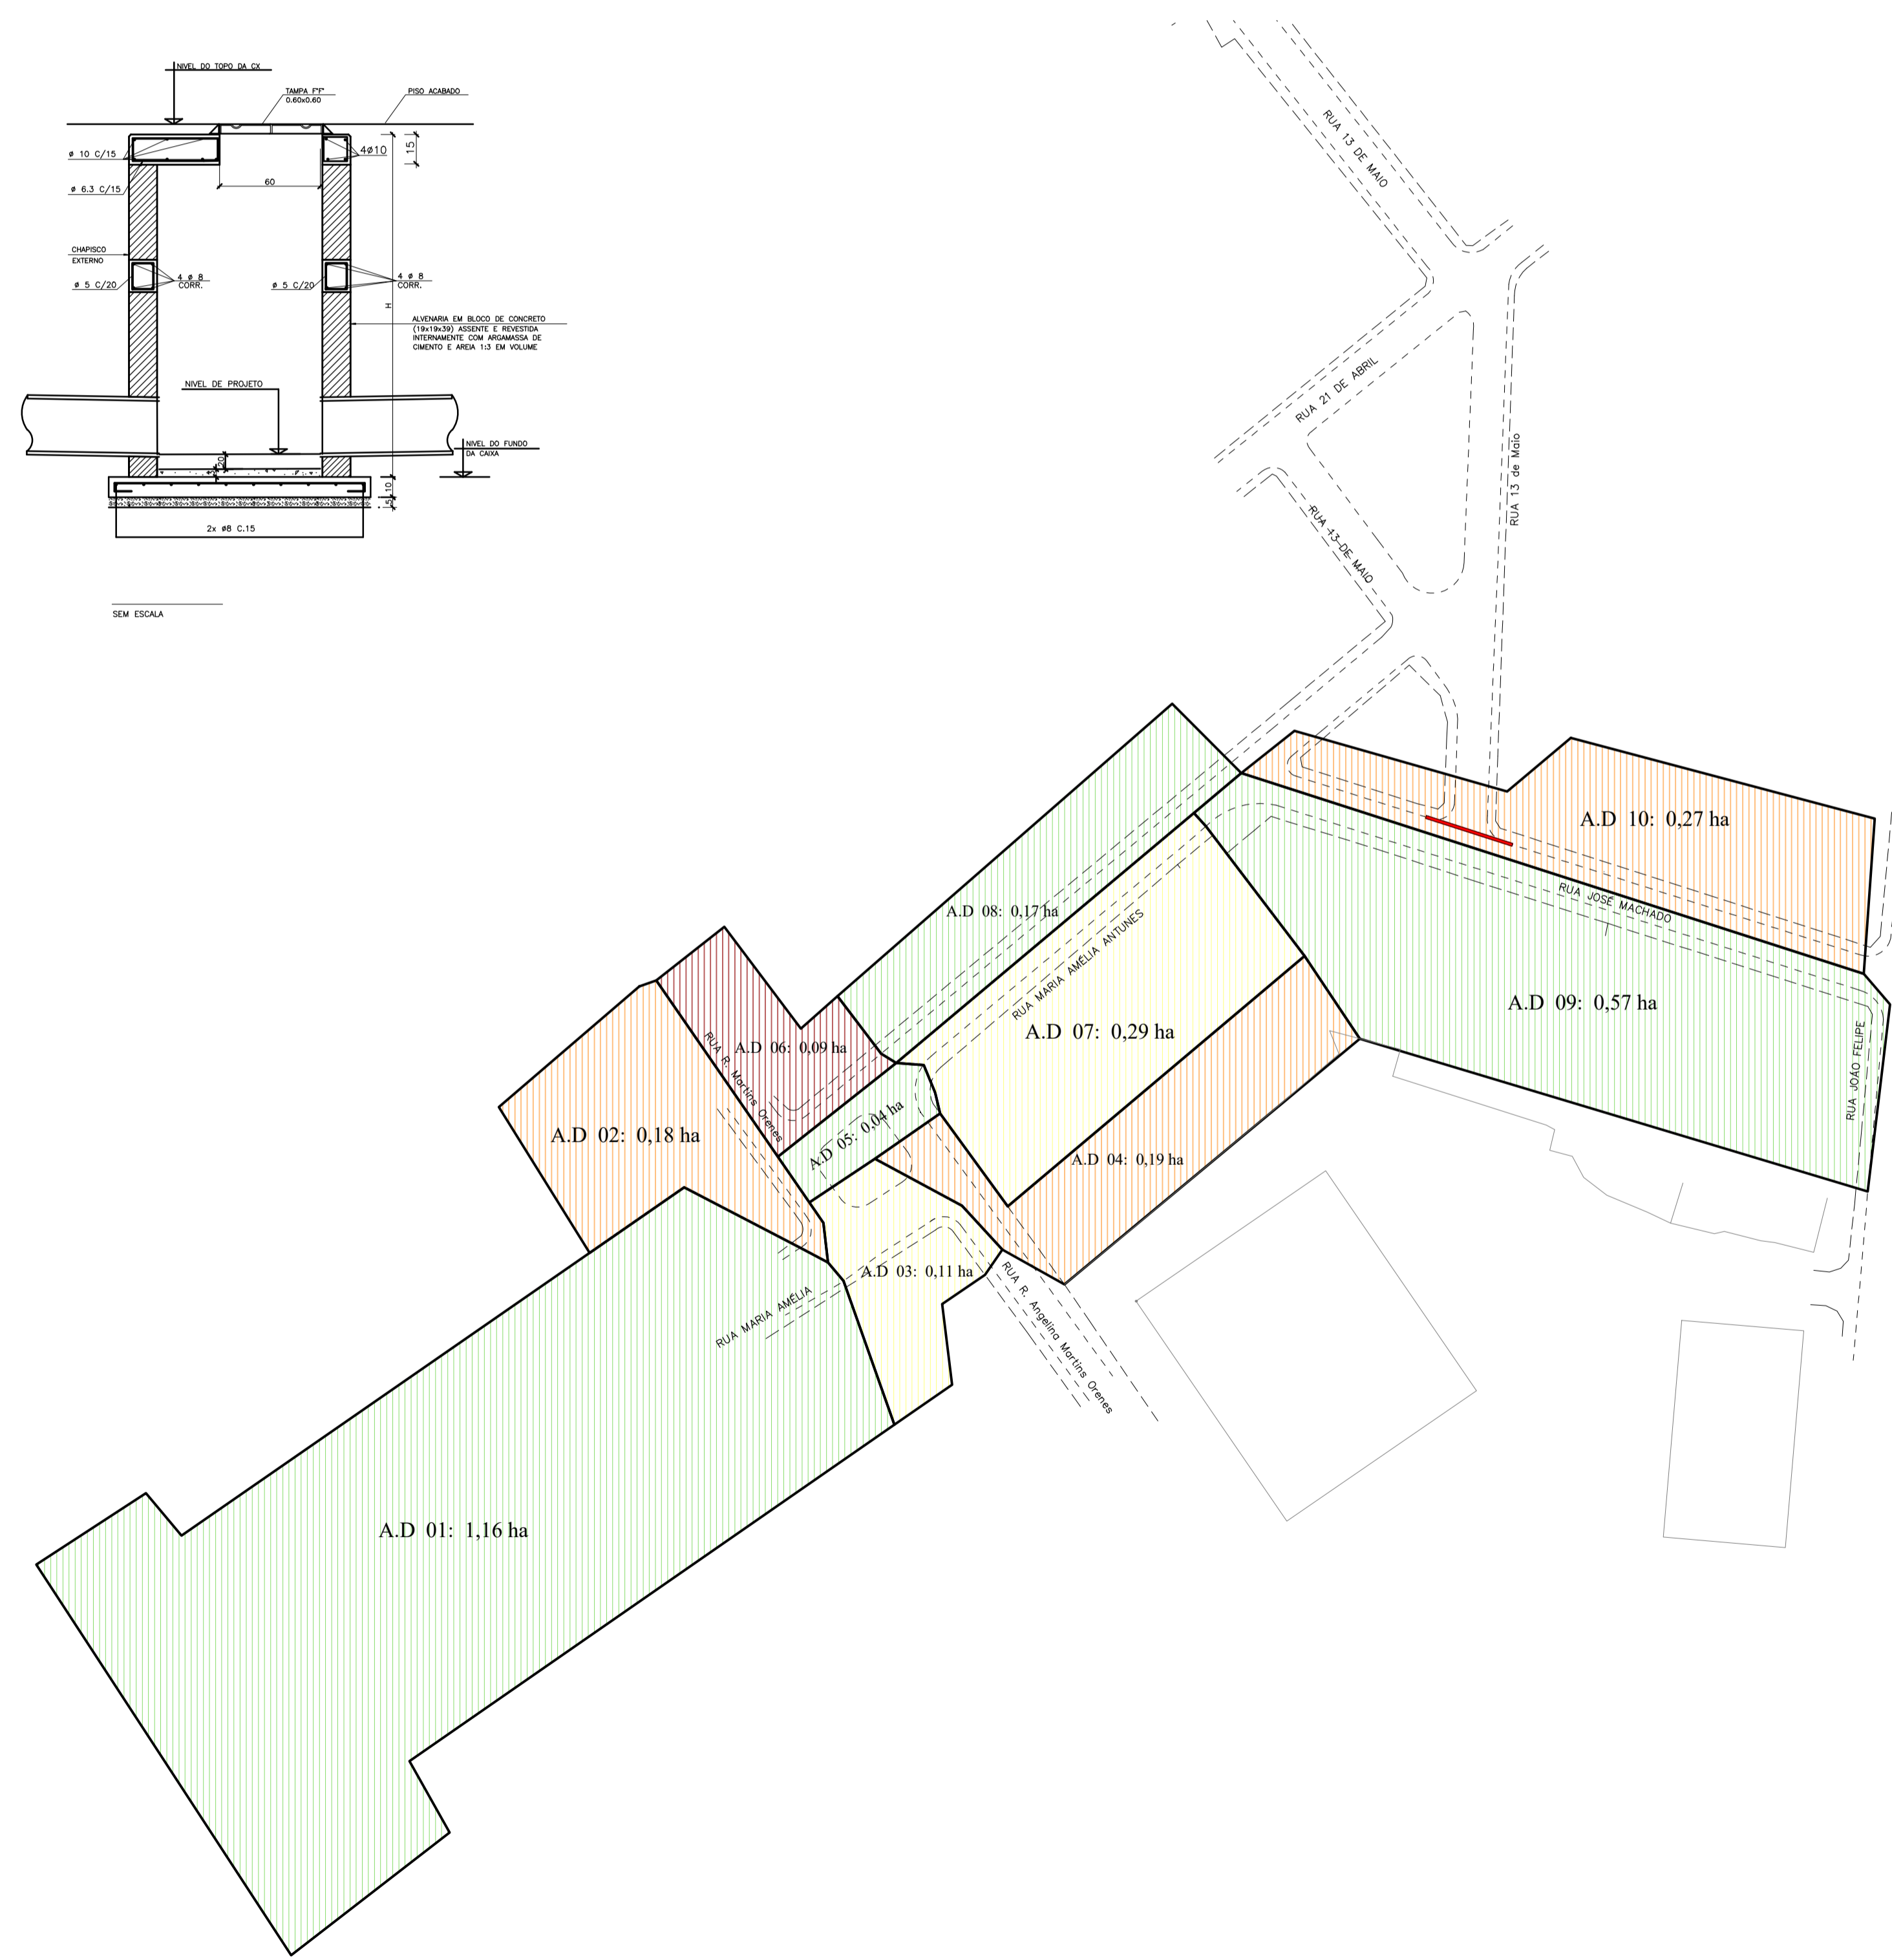 NIVEL DO TOPO DA CX
TAMPA F"F"
0.60x0.60
PISO ACABADO
ø 10 C/15
4ø10
15
60
ø 6.3 C/15
CHAPISCO
EXTERNO
4 ø 8
CORR.
ø 5 C/20
ø 5 C/20
4 ø 8
CORR.
H
ALVENARIA EM BLOCO DE CONCRETO
(19x19x39) ASSENTE E REVESTIDA
INTERNAMENTE COM ARGAMASSA DE
CIMENTO E AREIA 1:3 EM VOLUME
NIVEL DE PROJETO
NIVEL DO FUNDO
DA CAIXA
20
10
5
2x ø8 C.15
SEM ESCALA
RUA 13 DE MAIO
RUA 21 DE ABRIL
RUA 13 de Maio
RUA 13 DE MAIO
A.D 10: 0,27 ha
RUA JOSÉ MACHADO
A.D 08: 0,17 ha
RUA MARIA AMÉLIA ANTUNES
A.D 09: 0,57 ha
A.D 07: 0,29 ha
RUA JOÃO FELIPE
A.D 06: 0,09 ha
RUA R. Martins Orenes
A.D 05: 0,04 ha
A.D 02: 0,18 ha
A.D 04: 0,19 ha
A.D 03: 0,11 ha
RUA MARIA AMÉLIA
RUA R. Angelina Martins Orenes
A.D 01: 1,16 ha